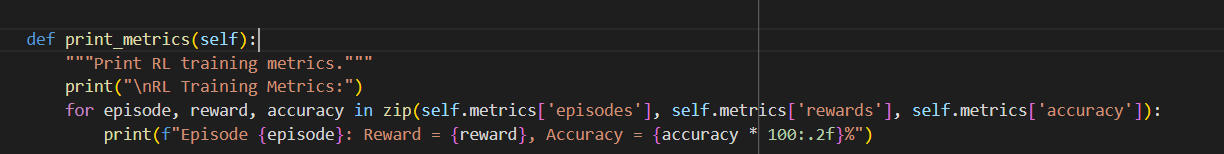 def print_metrics(self):
    """Print RL training metrics."""
    print("\nRL Training Metrics:")
    for episode, reward, accuracy in zip(self.metrics['episodes'], self.metrics['rewards'], self.metrics['accuracy']):
        print(f"Episode {episode}: Reward = {reward}, Accuracy = {accuracy * 100:.2f}%")